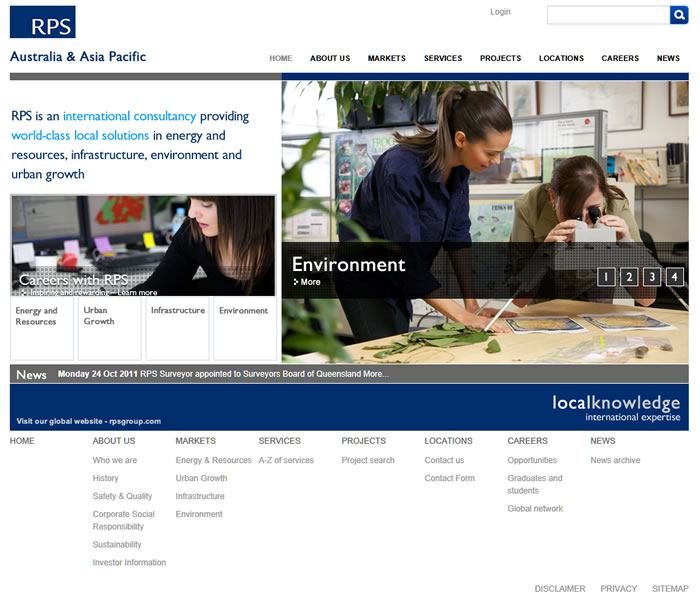 RPS
Login
Australia & Asia Pacific
HOME ABOUT US MARKETS SERVICES PROJECTS LOCATIONS CAREERS NEWS
RPS is an international consultancy providing
world-class local solutions in energy and
resources, infrastructure, environment and
urban growth
Careers with RPS
Inspiring and rewarding - Learn more
Energy and
Resources
Urban
Growth
Infrastructure
Environment
FROG
Environment
More
1 2 3 4
News Monday 24 Oct 2011 RPS Surveyor appointed to Surveyors Board of Queensland More...
localknowledge
international expertise
Visit our global website - rpsgroup.com
HOME
ABOUT US
Who we are
History
Safety & Quality
Corporate Social
Responsibility
Sustainability
Investor Information
MARKETS
Energy & Resources
Urban Growth
Infrastructure
Environment
SERVICES
A-Z of services
PROJECTS
Project search
LOCATIONS
Contact us
Contact Form
CAREERS
Opportunities
Graduates and
students
Global network
NEWS
News archive
DISCLAIMER PRIVACY SITEMAP